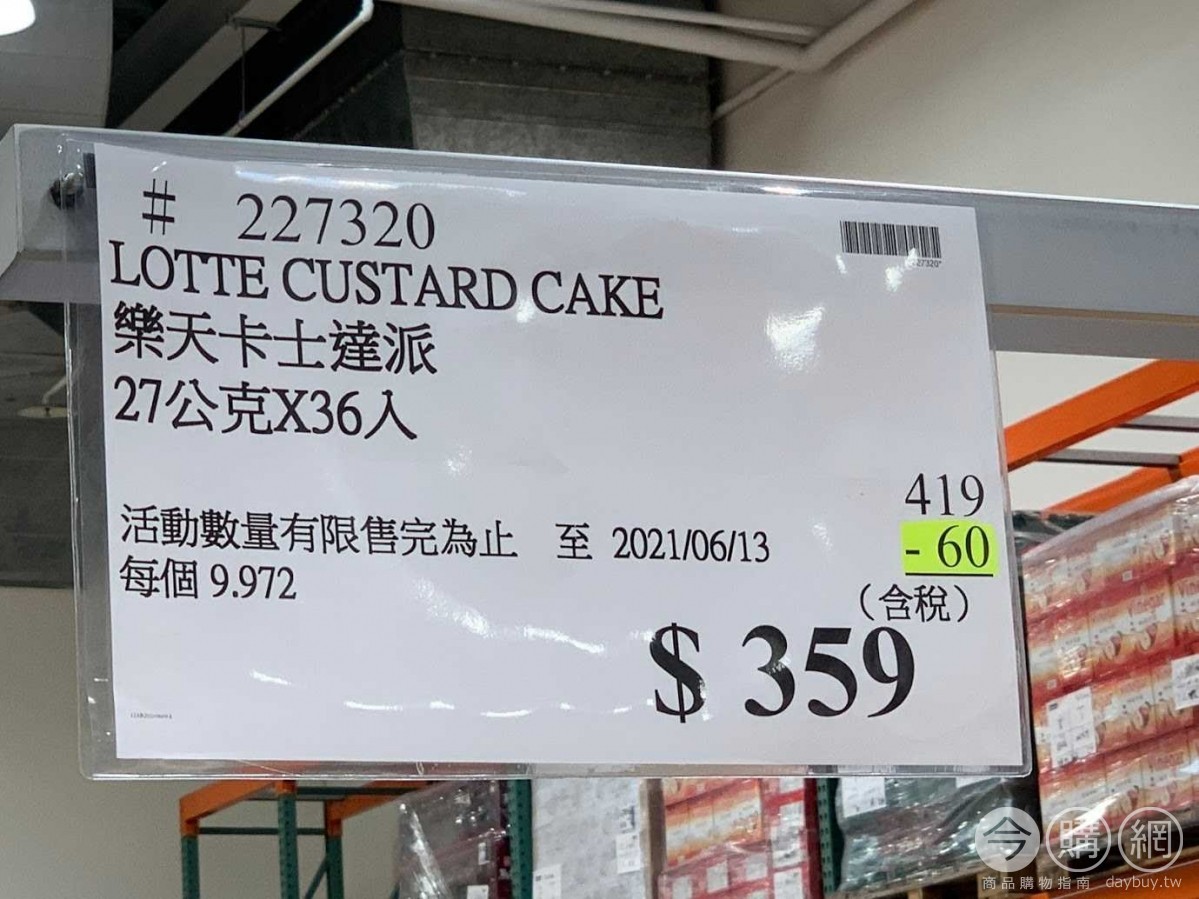 # 227320
LOTTE CUSTARD CAKE
樂天卡士達派
27公克X36入
419
- 60
活動數量有限售完為止 至 2021/06/13
每個 9.972
(含稅)
$ 359
今購網
商品購物指南 daybuy.tw